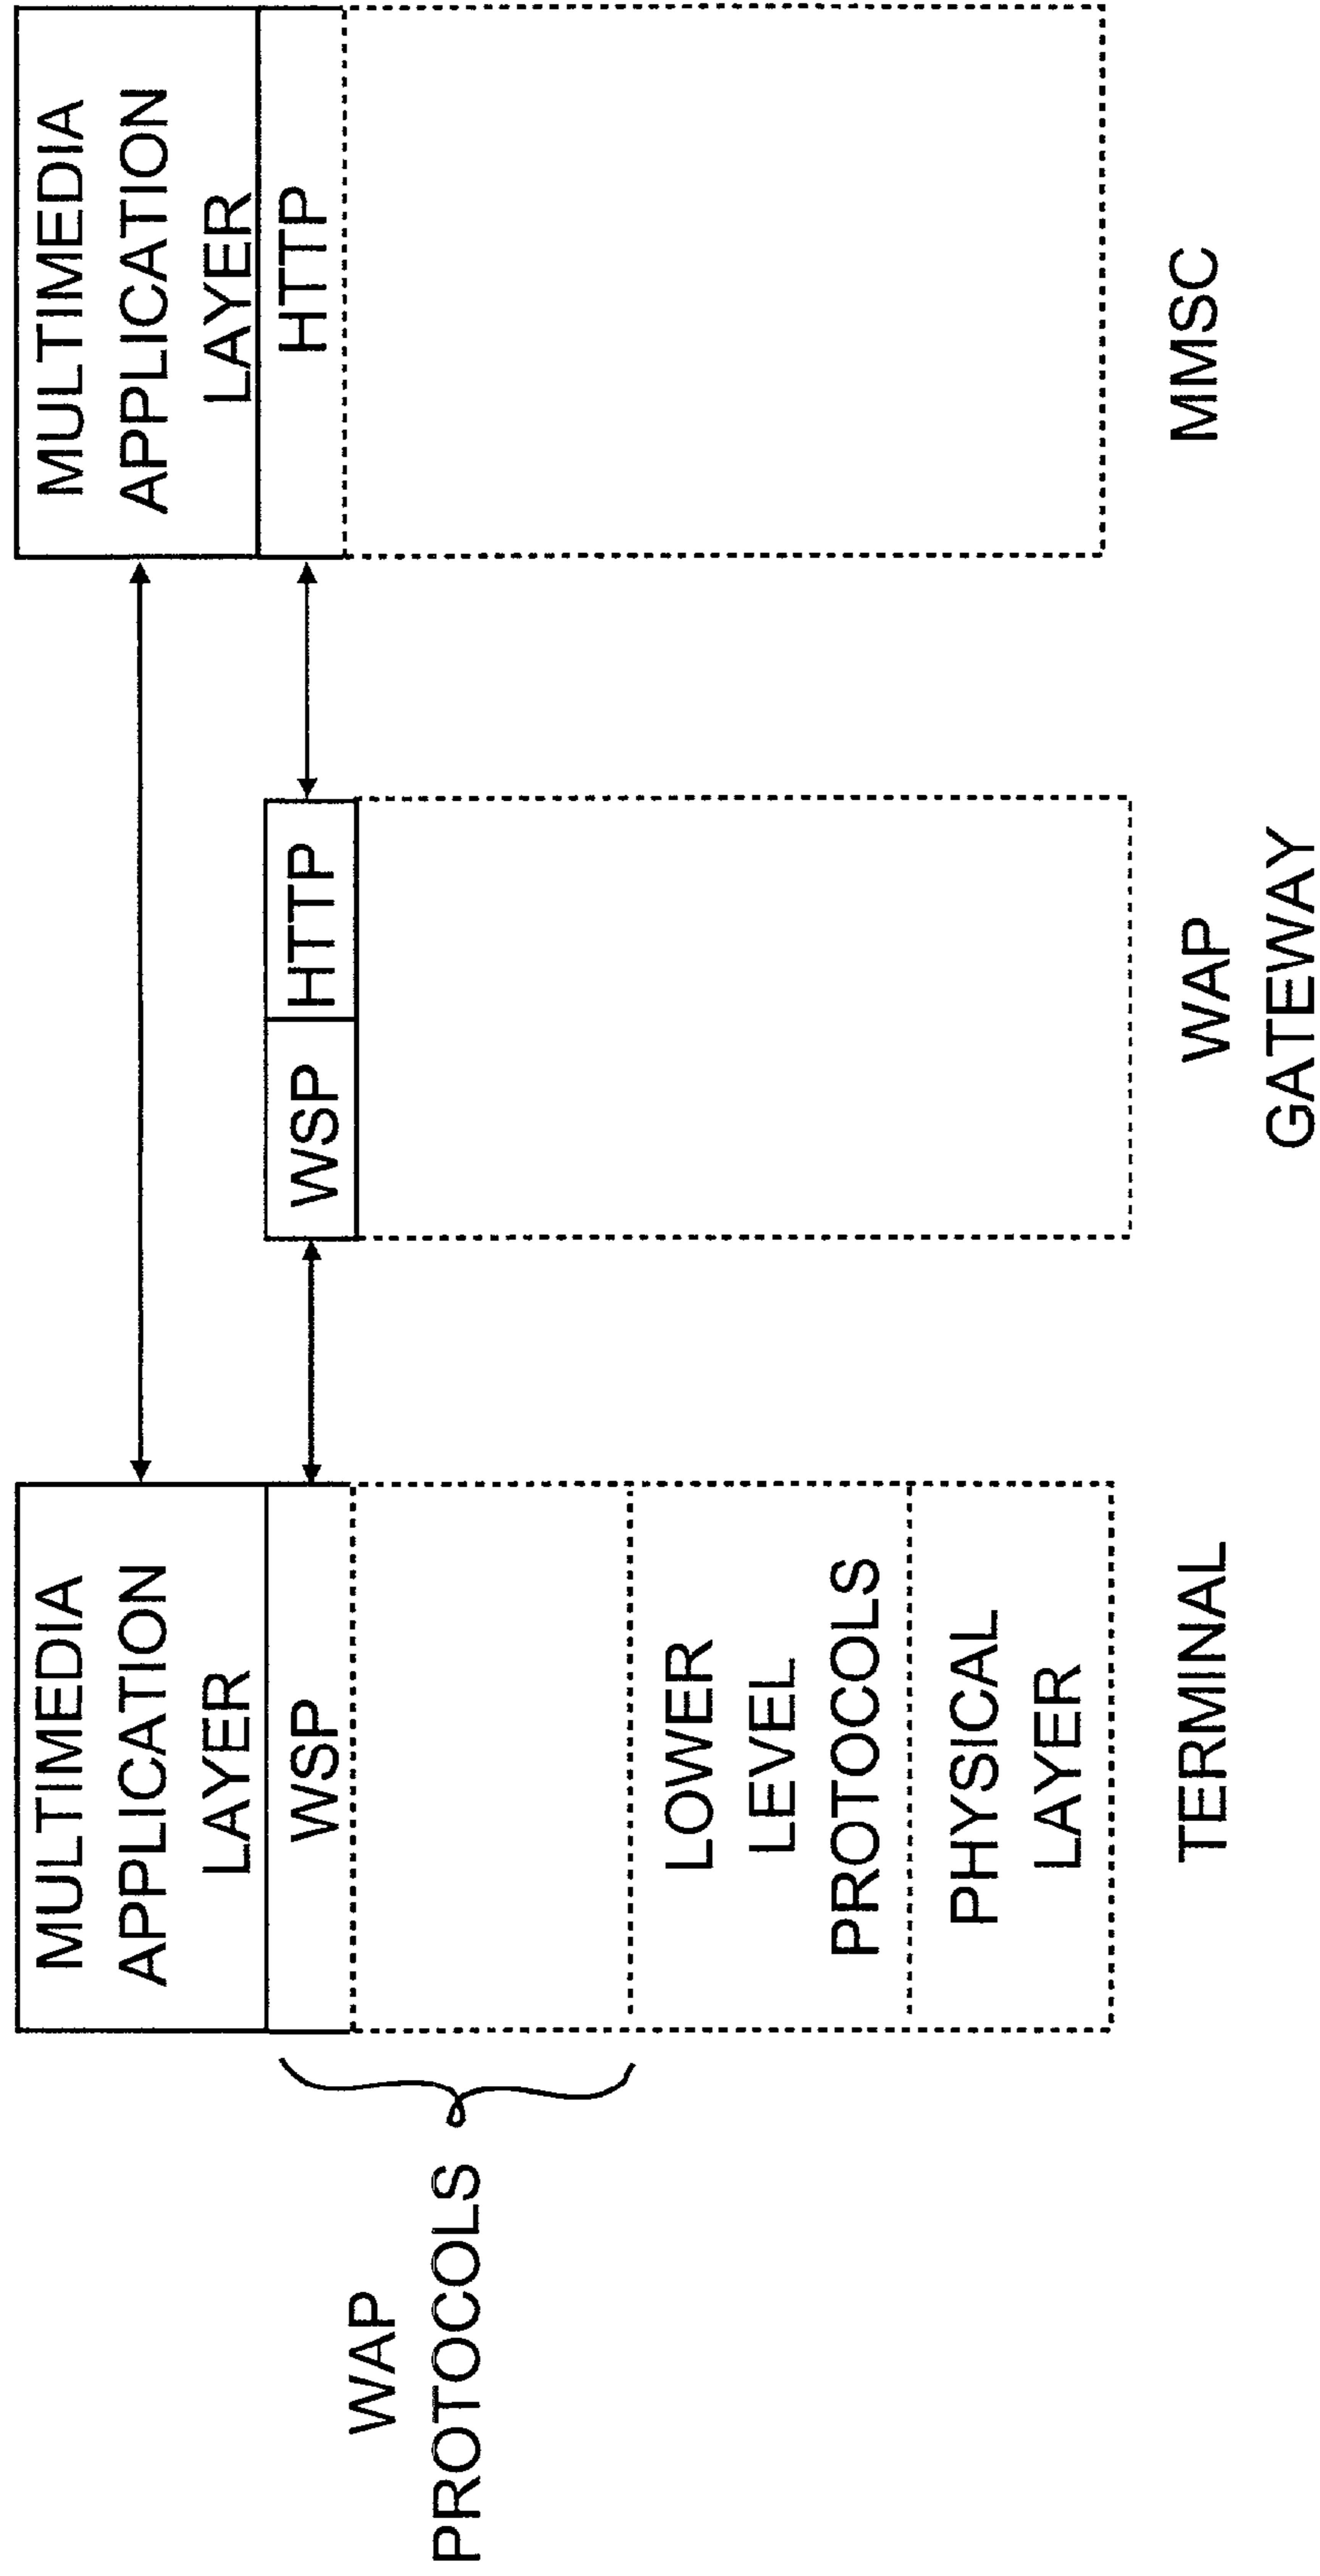 MULTIMEDIA
APPLICATION
LAYER
WSP
LOWER
LEVEL
PROTOCOLS
PHYSICAL
LAYER
TERMINAL
WAP
PROTOCOLS
WSP
HTTP
WAP
GATEWAY
MULTIMEDIA
APPLICATION
LAYER
HTTP
MMSC